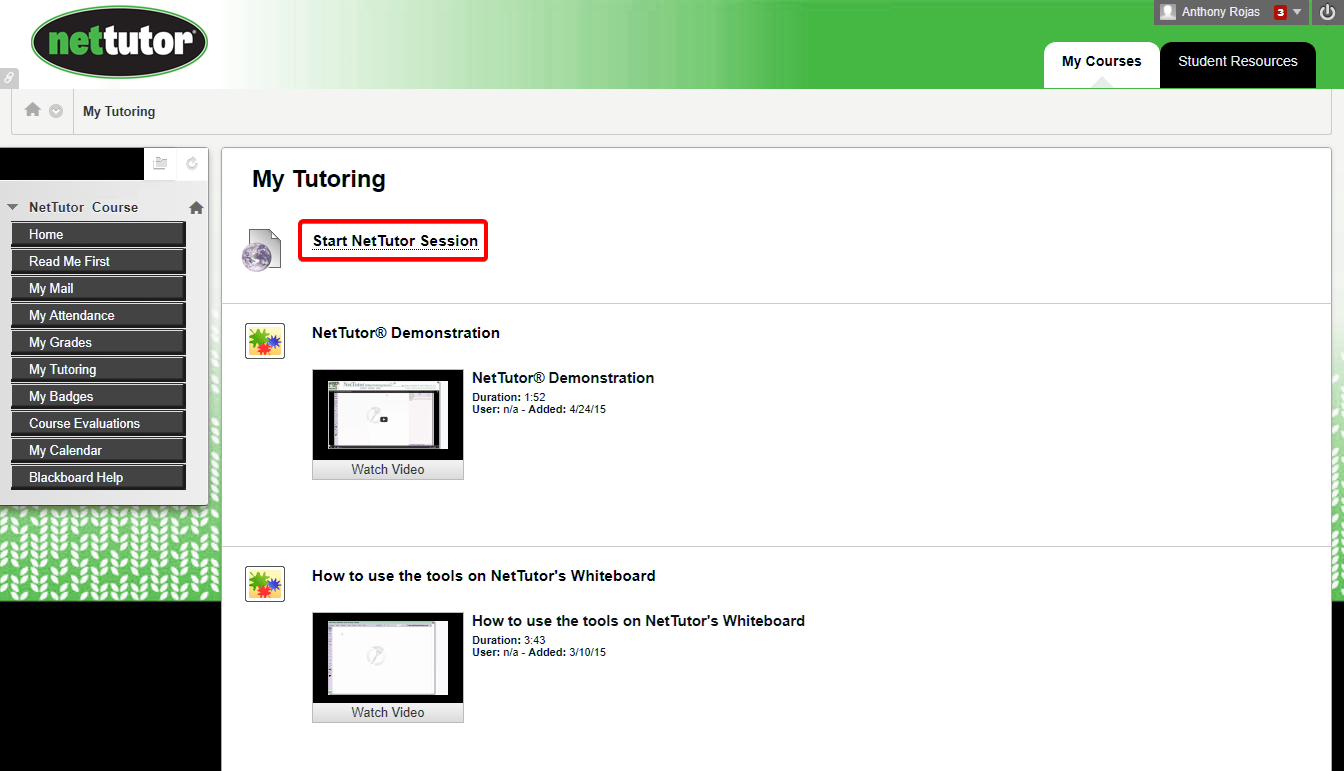 nettutor®
Anthony Rojas 3
My Courses
Student Resources
My Tutoring
My Tutoring
NetTutor Course
Home
Read Me First
My Mail
My Attendance
My Grades
My Tutoring
My Badges
Course Evaluations
My Calendar
Blackboard Help
Start NetTutor Session
NetTutor® Demonstration
NetTutor® Demonstration
Duration: 1:52
User: n/a - Added: 4/24/15
Watch Video
How to use the tools on NetTutor's Whiteboard
How to use the tools on NetTutor's Whiteboard
Duration: 3:43
User: n/a - Added: 3/10/15
Watch Video